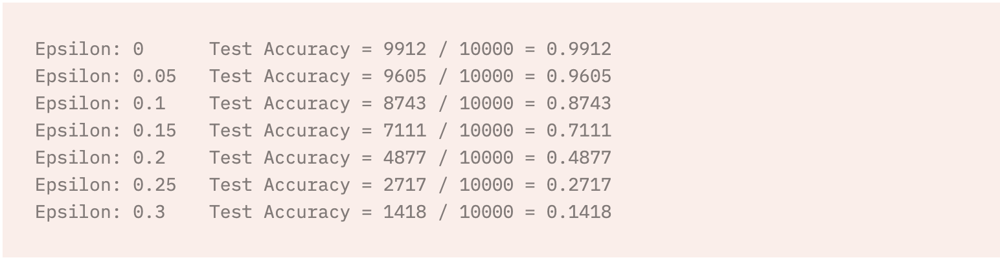 Epsilon: 0      Test Accuracy = 9912 / 10000 = 0.9912
Epsilon: 0.05   Test Accuracy = 9605 / 10000 = 0.9605
Epsilon: 0.1    Test Accuracy = 8743 / 10000 = 0.8743
Epsilon: 0.15   Test Accuracy = 7111 / 10000 = 0.7111
Epsilon: 0.2    Test Accuracy = 4877 / 10000 = 0.4877
Epsilon: 0.25   Test Accuracy = 2717 / 10000 = 0.2717
Epsilon: 0.3    Test Accuracy = 1418 / 10000 = 0.1418